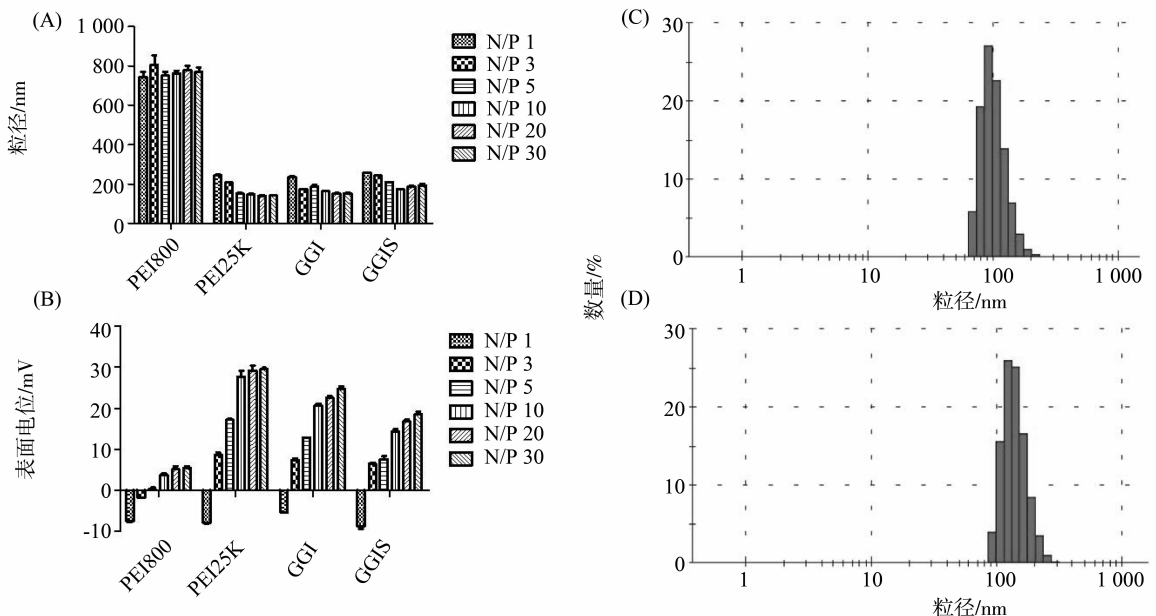 (A)
粒径/nm
1 000
800
600
400
200
0
PEI800
PEI25K
GGI
GGIS
N/P 1
N/P 3
N/P 5
N/P 10
N/P 20
N/P 30
(B)
表面电位/mV
40
30
20
10
0
-10
PEI800
PEI25K
GGI
GGIS
N/P 1
N/P 3
N/P 5
N/P 10
N/P 20
N/P 30
数量/%
(C)
30
20
10
0
1
10
100
1 000
粒径/nm
(D)
30
20
10
0
1
10
100
1 000
粒径/nm